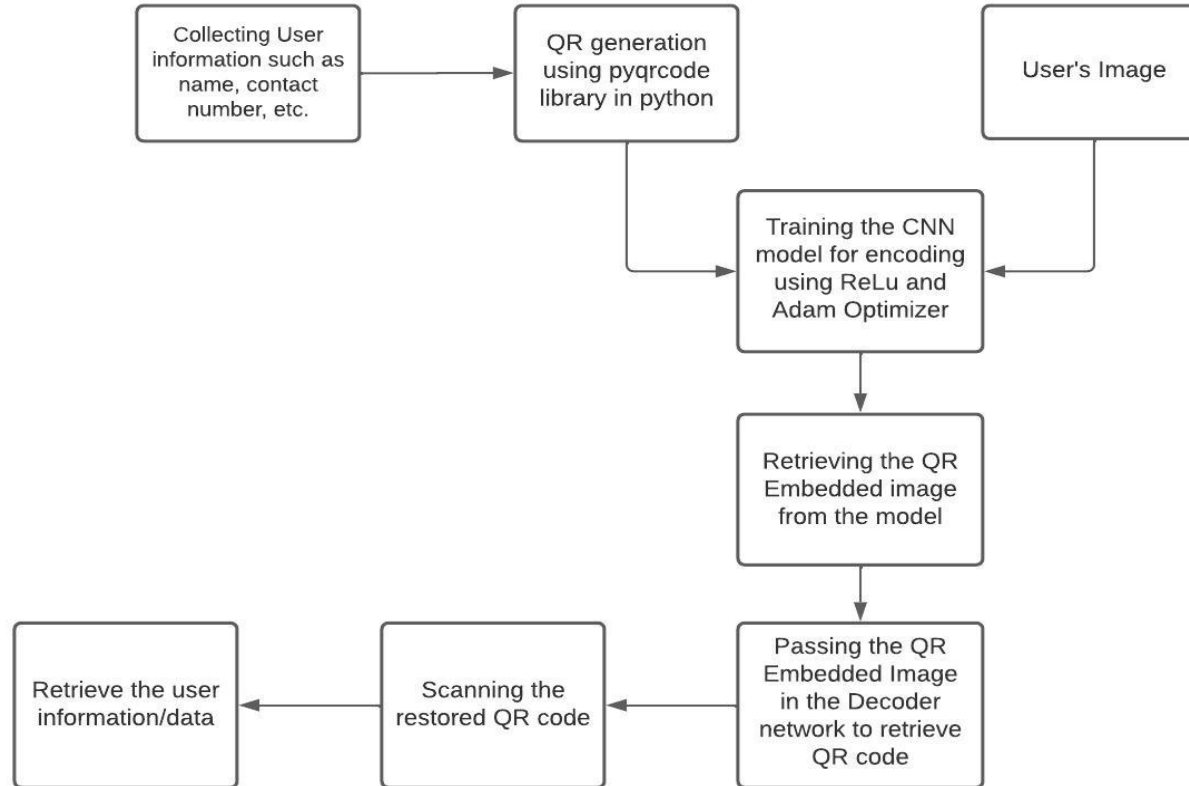 Collecting User
information such as
name, contact
number, etc.
QR generation
using pyqrcode
library in python
User's Image
Training the CNN
model for encoding
using ReLu and
Adam Optimizer
Retrieving the QR
Embedded image
from the model
Passing the QR
Embedded Image
in the Decoder
network to retrieve
QR code
Scanning the
restored QR code
Retrieve the user
information/data